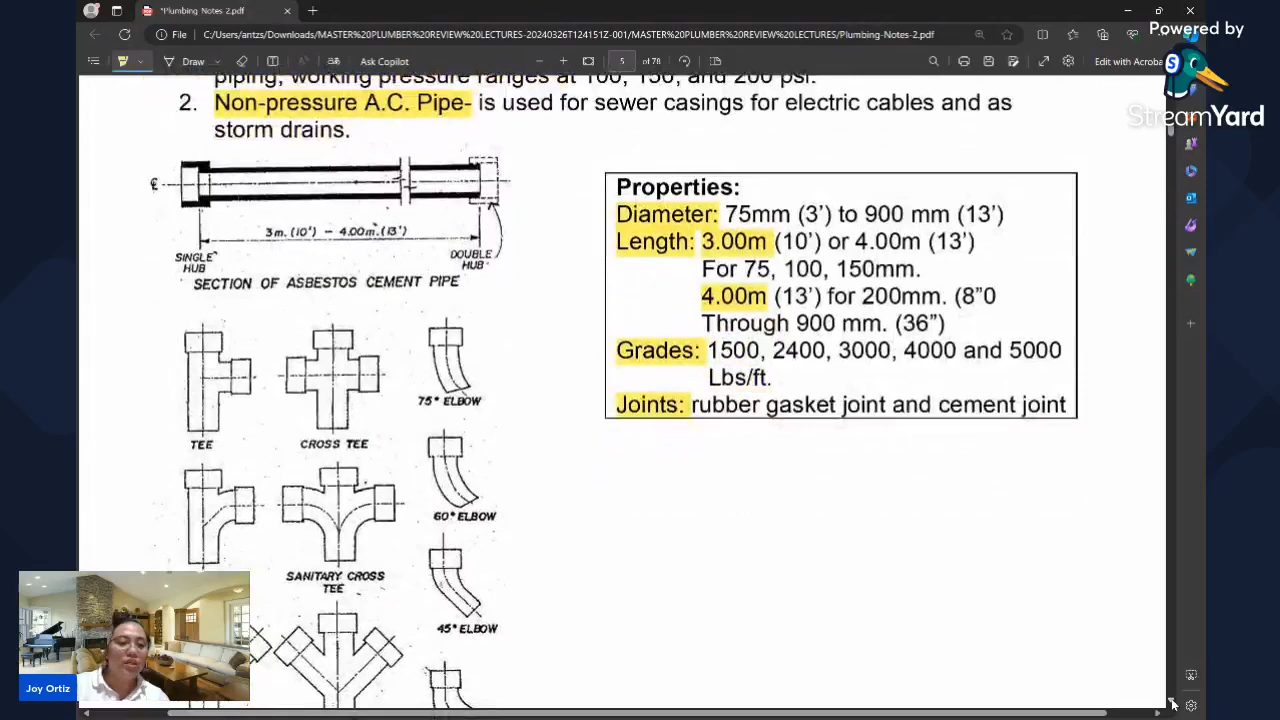 *Plumbing Notes 2.pdf
File
C:/Users/antzs/Downloads/MASTER%20PLUMBER%20REVIEW%20LECTURES-20240326T124151Z-001/MASTER%20PLUMBER%20REVIEW%20LECTURES/Plumbing-Notes-2.pdf
Powered by
StreamYard
Draw
Ask Copilot
5 of 78
Edit with Acroba
piping, working pressure ranges at 100, 150, and 200 psi.
2. Non-pressure A.C. Pipe- is used for sewer casings for electric cables and as
storm drains.
3m. (10') - 4.00m. (13')
SINGLE
HUB
DOUBLE
HUB
SECTION OF ASBESTOS CEMENT PIPE
Properties:
Diameter: 75mm (3’) to 900 mm (13’)
Length: 3.00m (10’) or 4.00m (13’)
For 75, 100, 150mm.
4.00m (13’) for 200mm. (8”0
Through 900 mm. (36”)
Grades: 1500, 2400, 3000, 4000 and 5000
Lbs/ft.
Joints: rubber gasket joint and cement joint
TEE
CROSS TEE
75° ELBOW
60° ELBOW
SANITARY CROSS
TEE
45° ELBOW
Joy Ortiz